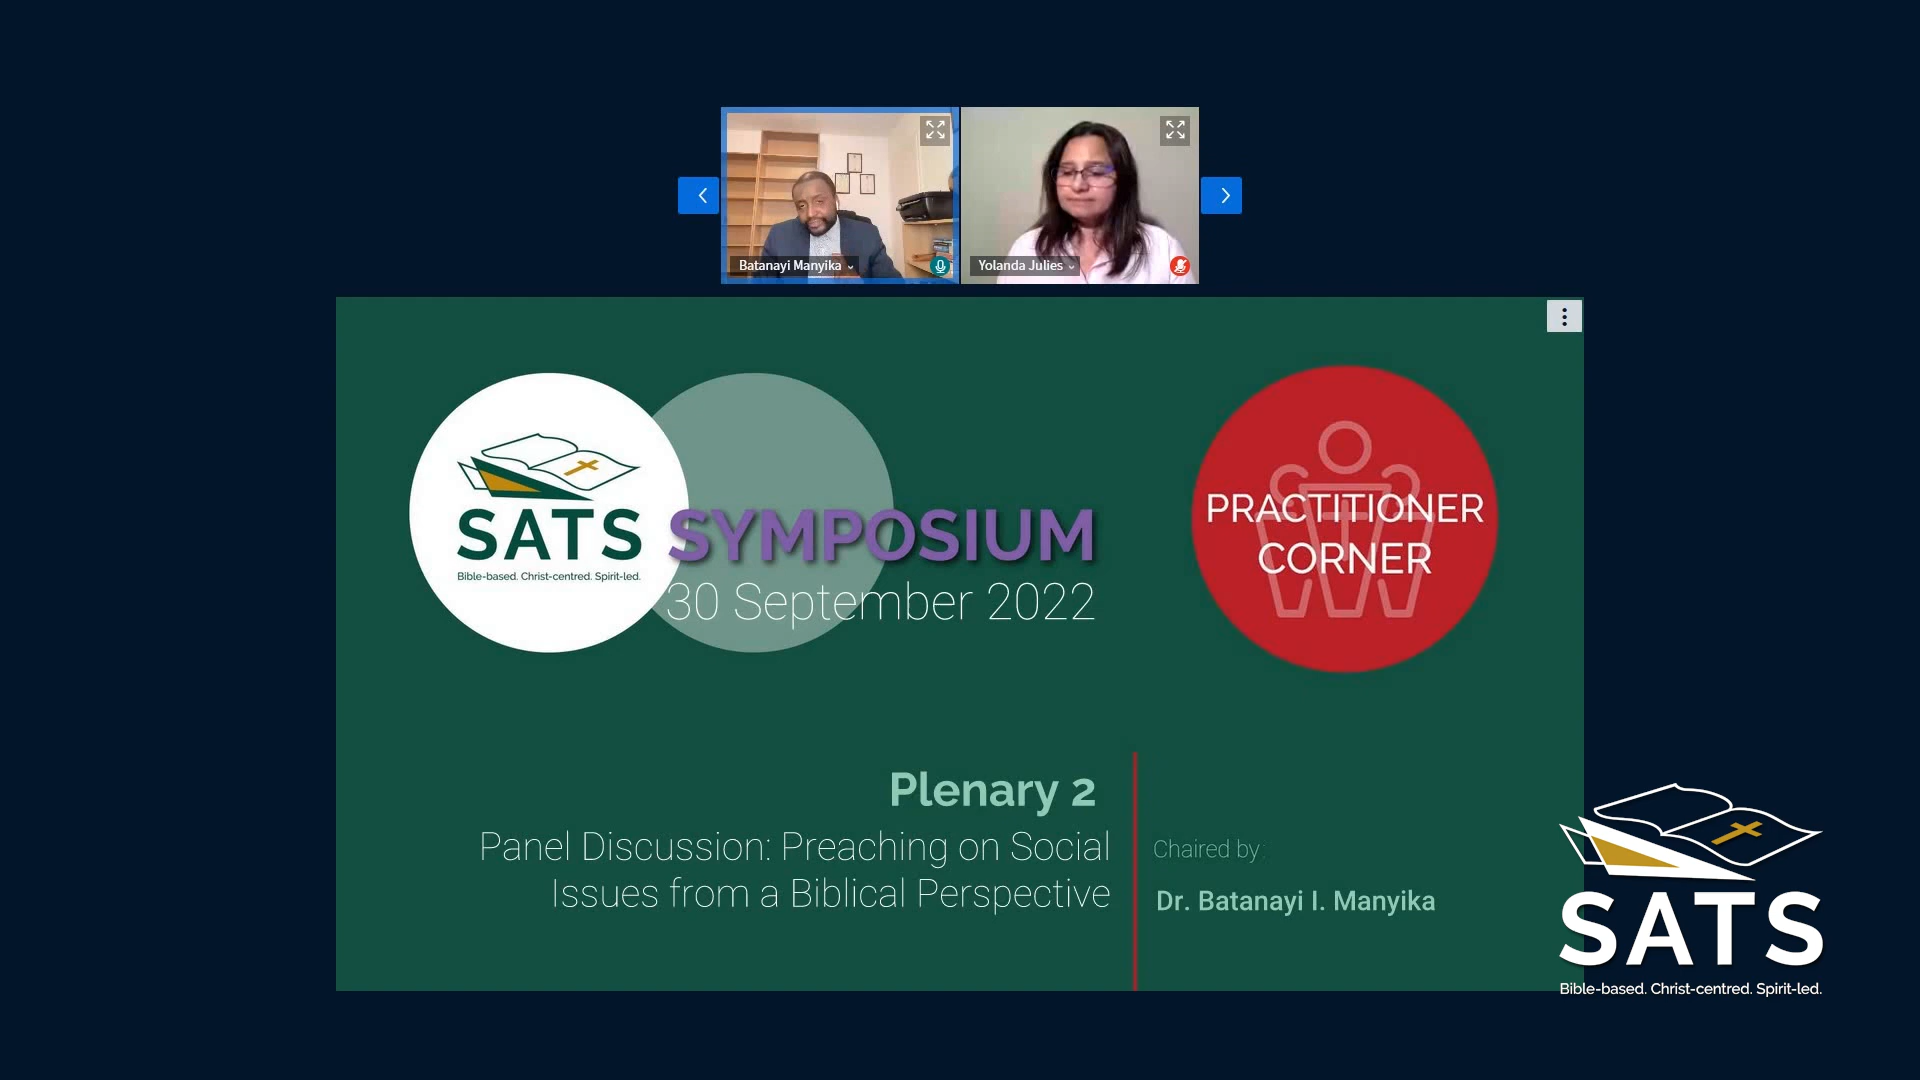 Batanayi Manyika
Yolanda Julies
SATS
Bible-based. Christ-centred. Spirit-led.
SYMPOSIUM
30 September 2022
PRACTITIONER
CORNER
Plenary 2
Panel Discussion: Preaching on Social
Issues from a Biblical Perspective
Chaired by:
Dr. Batanayi I. Manyika
SATS
Bible-based. Christ-centred. Spirit-led.